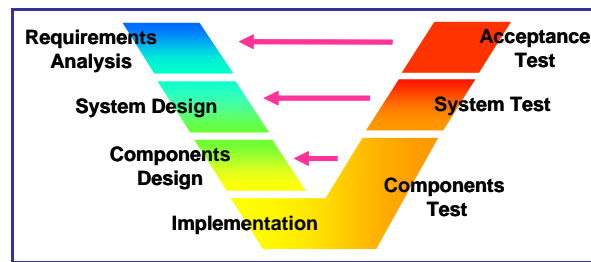 Requirements
Analysis
Acceptance
Test
System Design
System Test
Components
Design
Components
Test
Implementation